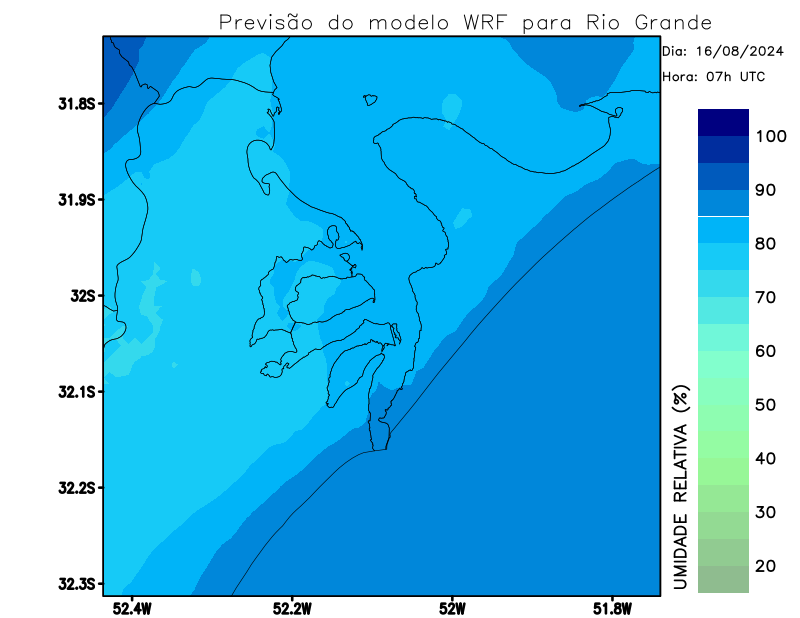 Previsão do modelo WRF para Rio Grande
Dia: 16/08/2024
Hora: 07h UTC
31.8S
31.9S
32S
32.1S
32.2S
32.3S
52.4W
52.2W
52W
51.8W
100
90
80
70
60
50
40
30
20
UMIDADE RELATIVA (%)